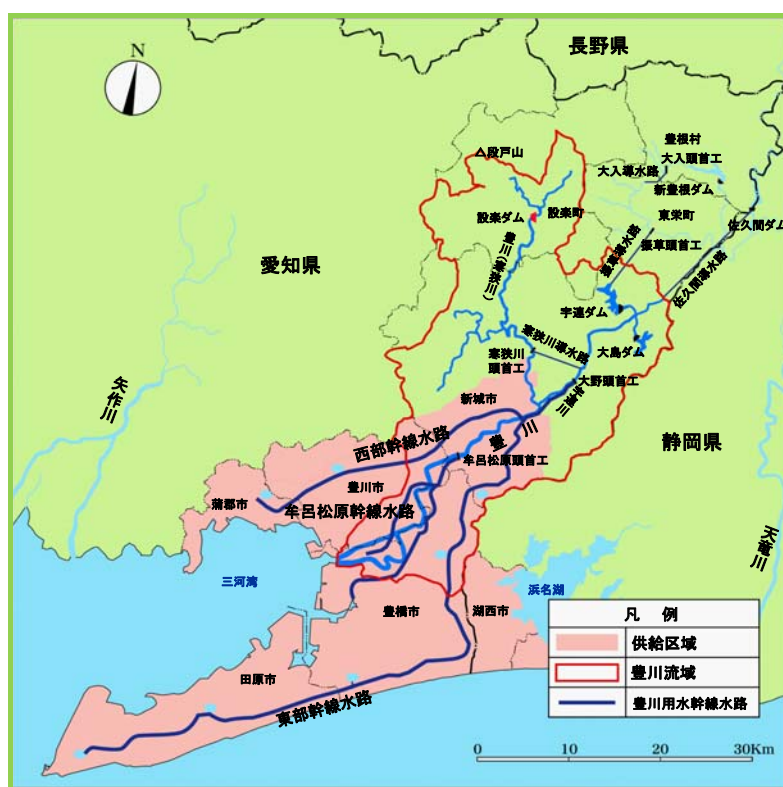 長野県
N
豊根村
大入頭首工
△段戸山
大入導水路
新豊根ダム
設楽町
東栄町
設楽ダム
佐久間ダム
振草導水路
振草頭首工
愛知県
豊川(寒狭川)
佐久間導水路
宇連ダム
寒狭川導水路
大島ダム
寒狭川
頭首工
大野頭首工
宇連川
矢作川
新城市
静岡県
西部幹線水路
豊川
牟呂松原頭首工
豊川市
蒲郡市
牟呂松原幹線水路
天竜川
三河湾
浜名湖
豊橋市
湖西市
田原市
東部幹線水路
凡 例
供給区域
豊川流域
豊川用水幹線水路
0 10 20 30Km